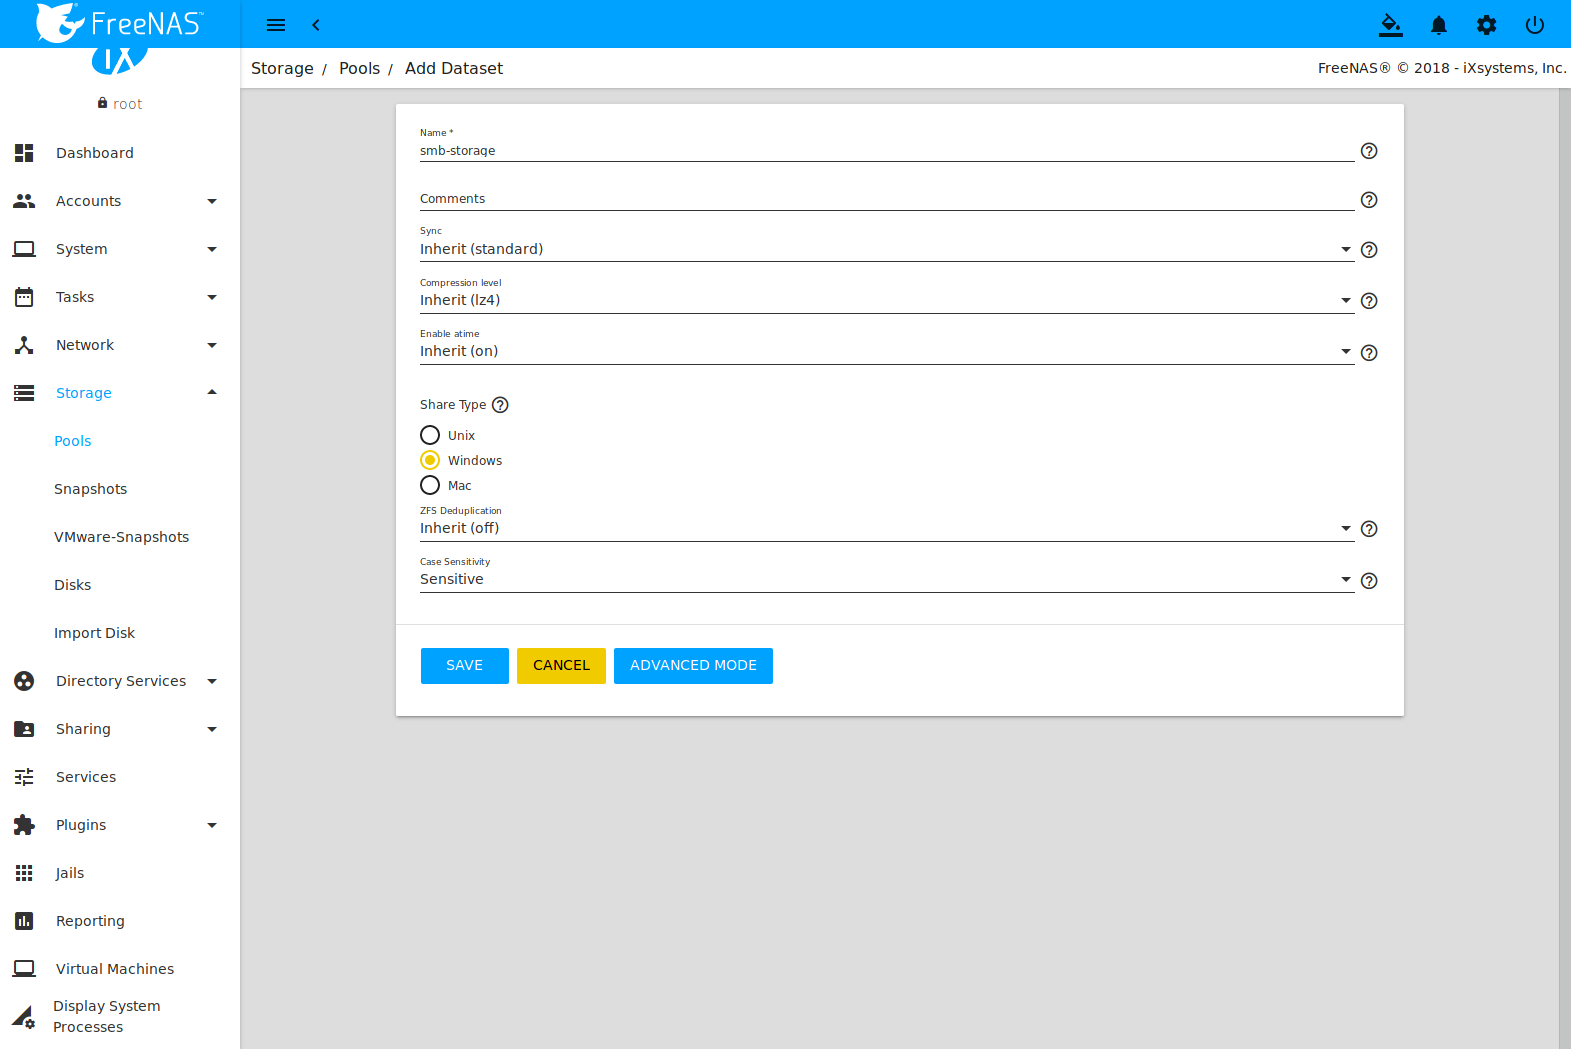 FreeNAS™
Storage / Pools / Add Dataset
FreeNAS® © 2018 - iXsystems, Inc.
iX
root
Dashboard
Accounts
System
Tasks
Network
Storage
Pools
Snapshots
VMware-Snapshots
Disks
Import Disk
Directory Services
Sharing
Services
Plugins
Jails
Reporting
Virtual Machines
Display System
Processes
Name *
smb-storage
Comments
Sync
Inherit (standard)
Compression level
Inherit (lz4)
Enable atime
Inherit (on)
Share Type
Unix
Windows
Mac
ZFS Deduplication
Inherit (off)
Case Sensitivity
Sensitive
SAVE CANCEL ADVANCED MODE